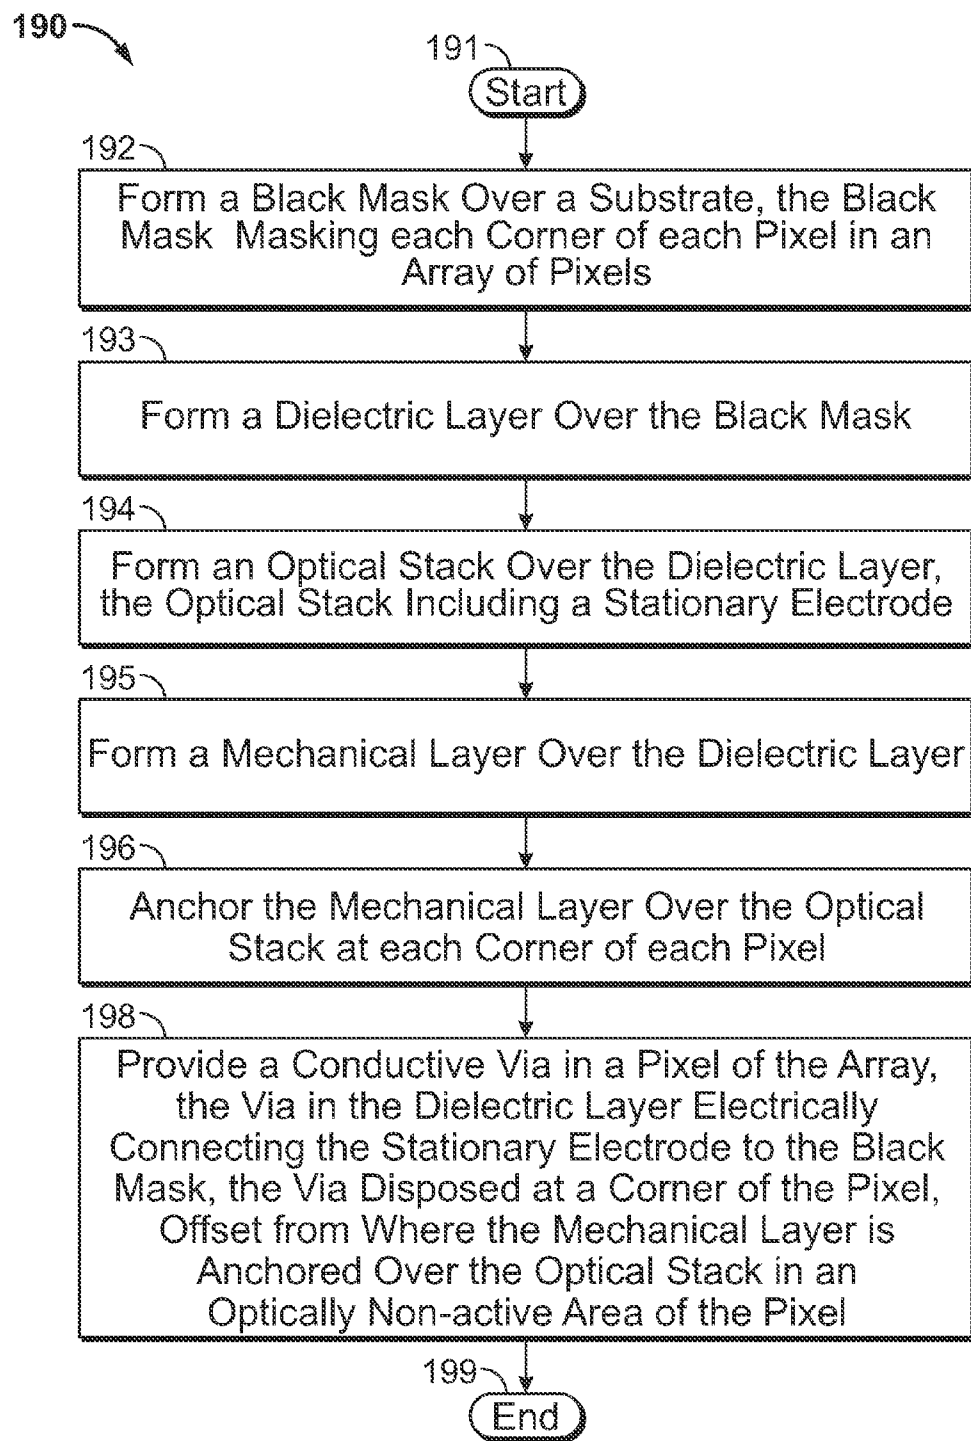 190
191
Start
192
Form a Black Mask Over a Substrate, the Black
Mask Masking each Corner of each Pixel in an
Array of Pixels
193
Form a Dielectric Layer Over the Black Mask
194
Form an Optical Stack Over the Dielectric Layer,
the Optical Stack Including a Stationary Electrode
195
Form a Mechanical Layer Over the Dielectric Layer
196
Anchor the Mechanical Layer Over the Optical
Stack at each Corner of each Pixel
198
Provide a Conductive Via in a Pixel of the Array,
the Via in the Dielectric Layer Electrically
Connecting the Stationary Electrode to the Black
Mask, the Via Disposed at a Corner of the Pixel,
Offset from Where the Mechanical Layer is
Anchored Over the Optical Stack in an
Optically Non-active Area of the Pixel
199
End